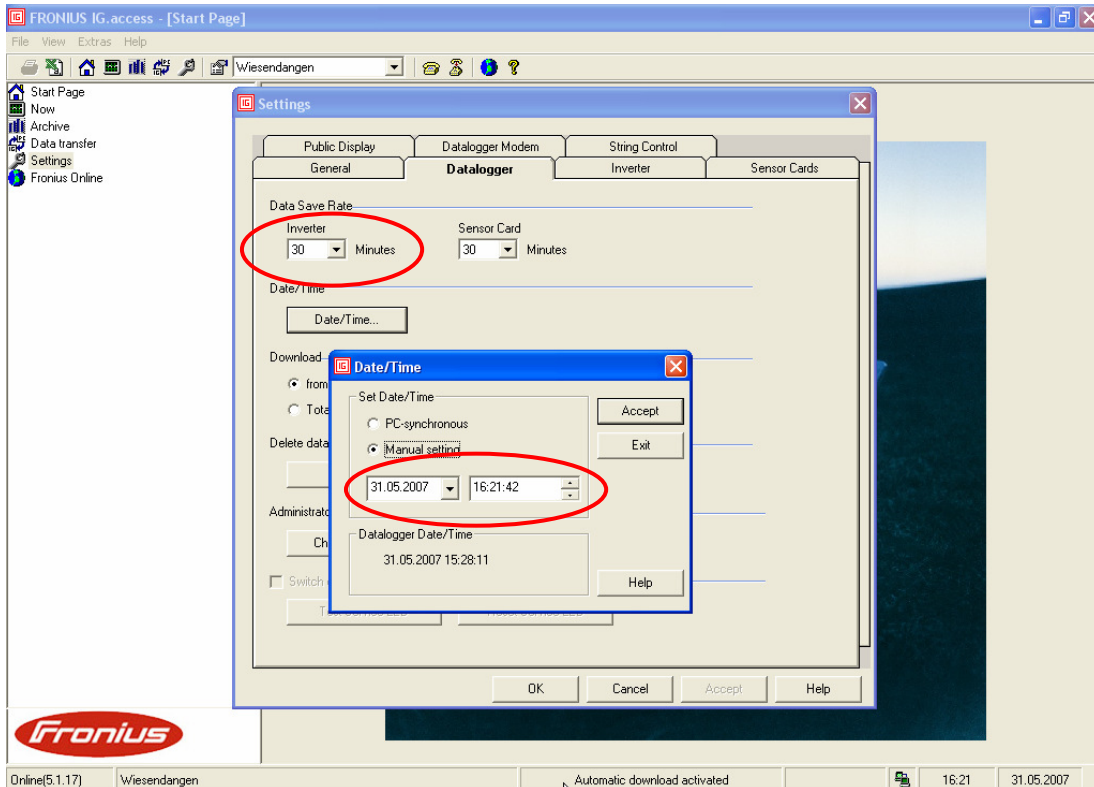 IG FRONIUS IG.access - [Start Page]
File View Extras Help
Wiesendangen
Start Page
Now
Archive
Data transfer
Settings
Fronius Online
IG Settings
Public Display Datalogger Modem String Control
General Datalogger Inverter Sensor Cards
Data Save Rate
Inverter Sensor Card
30 Minutes 30 Minutes
Date/Time
Date/Time...
Download
from
Delete data
IG Date/Time
Set Date/Time
PC-synchronous
Manual setting
31.05.2007 16:21:42
Accept
Exit
Datalogger Date/Time
31.05.2007 15:28:11
Help
Switch
OK Cancel Accept Help
Fronius
Online(5.1.17) Wiesendangen Automatic download activated 16:21 31.05.2007